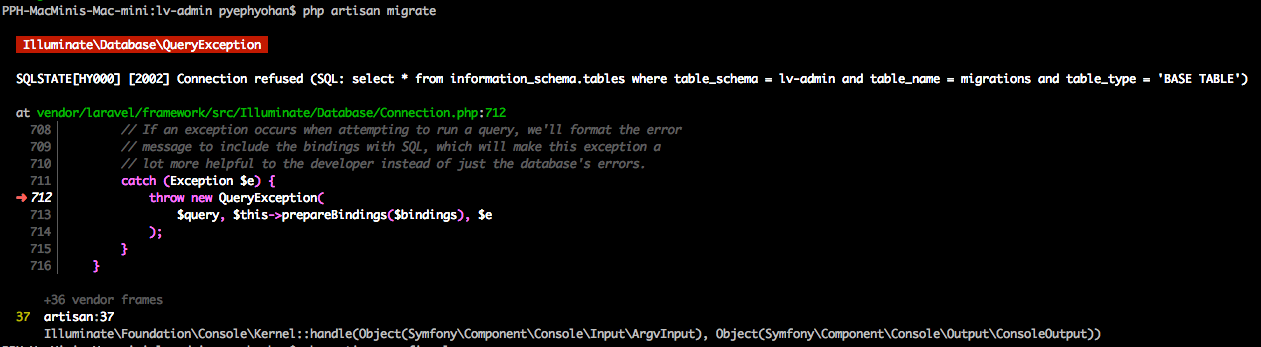 PPH-MacMinis-Mac-mini:lv-admin pyephyohan$ php artisan migrate
Illuminate\Database\QueryException
SQLSTATE[HY000] [2002] Connection refused (SQL: select * from information_schema.tables where table_schema = lv-admin and table_name = migrations and table_type = 'BASE TABLE')
at vendor/laravel/framework/src/Illuminate/Database/Connection.php:712
708 // If an exception occurs when attempting to run a query, we'll format the error
709 // message to include the bindings with SQL, which will make this exception a
710 // lot more helpful to the developer instead of just the database's errors.
711 catch (Exception $e) {
➜ 712 throw new QueryException(
713 $query, $this->prepareBindings($bindings), $e
714 );
715 }
716 }
+36 vendor frames
37 artisan:37
Illuminate\Foundation\Console\Kernel::handle(Object(Symfony\Component\Console\Input\ArgvInput), Object(Symfony\Component\Console\Output\ConsoleOutput))